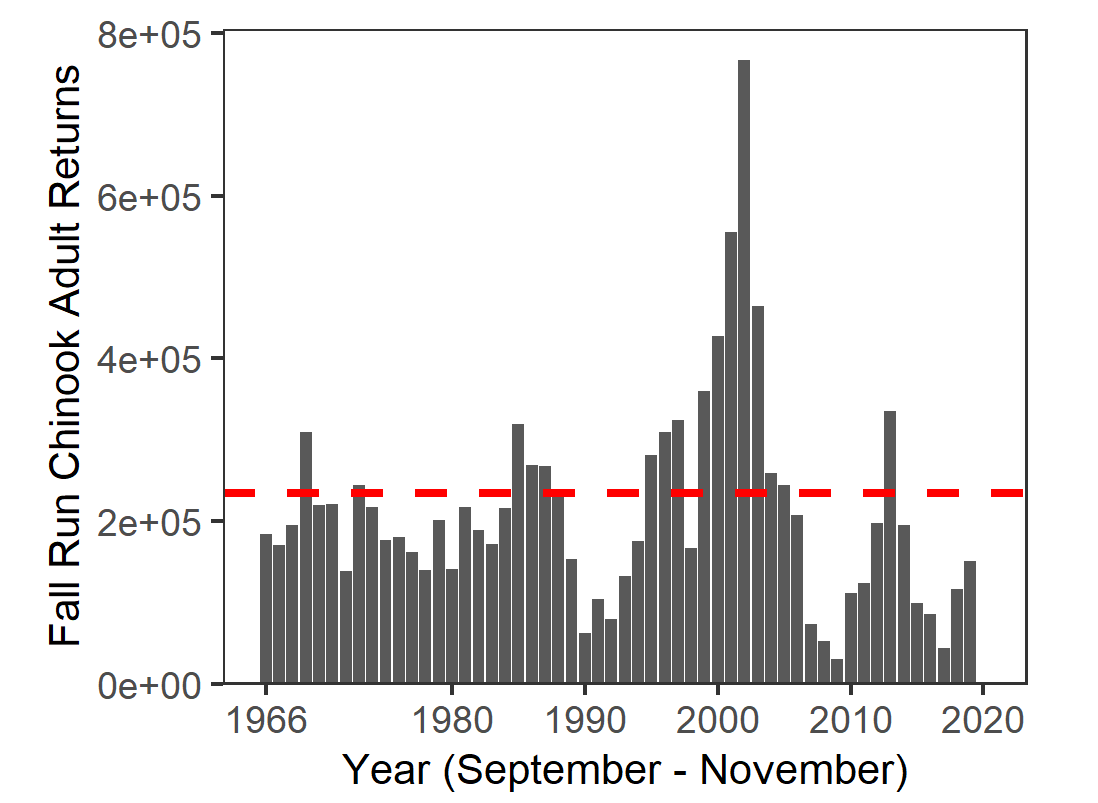 8e+05
6e+05
4e+05
2e+05
0e+00
Fall Run Chinook Adult Returns
1966 1980 1990 2000 2010 2020
Year (September - November)